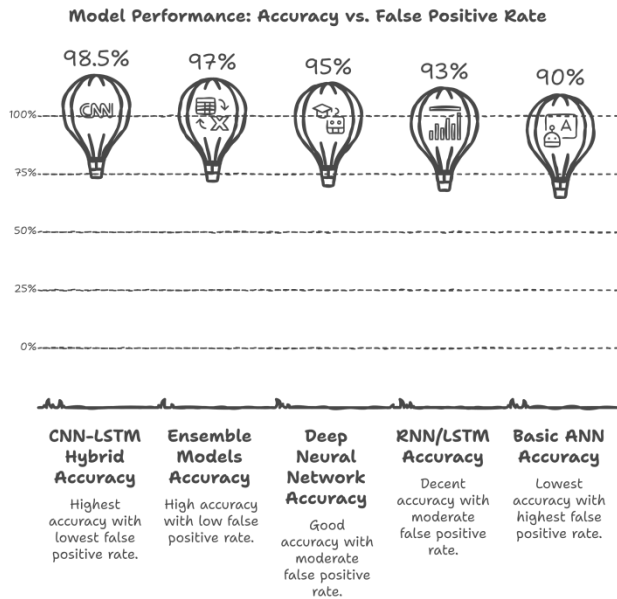 Model Performance: Accuracy vs. False Positive Rate
98.5%
97%
95%
93%
90%
CNN
A
100%
75%
50%
25%
0%
CNN-LSTM
Hybrid
Accuracy
Highest
accuracy with
lowest false
positive rate.
Ensemble
Models
Accuracy
High accuracy
with low false
positive rate.
Deep
Neural
Network
Accuracy
Good
accuracy with
moderate
false positive
rate.
RNN/LSTM
Accuracy
Decent
accuracy with
moderate
false positive
rate.
Basic ANN
Accuracy
Lowest
accuracy with
highest false
positive rate.